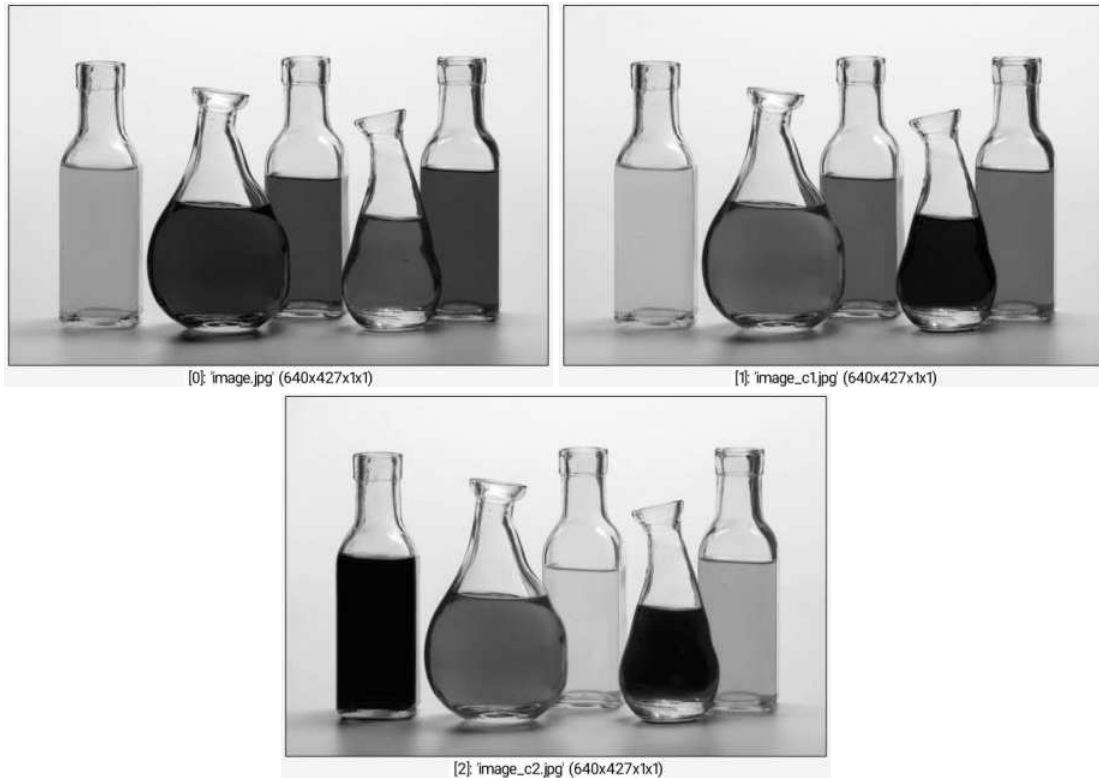 [0]: 'image.jpg' (640x427x1x1)
[1]: 'image_c1.jpg' (640x427x1x1)
[2]: 'image_c2.jpg' (640x427x1x1)